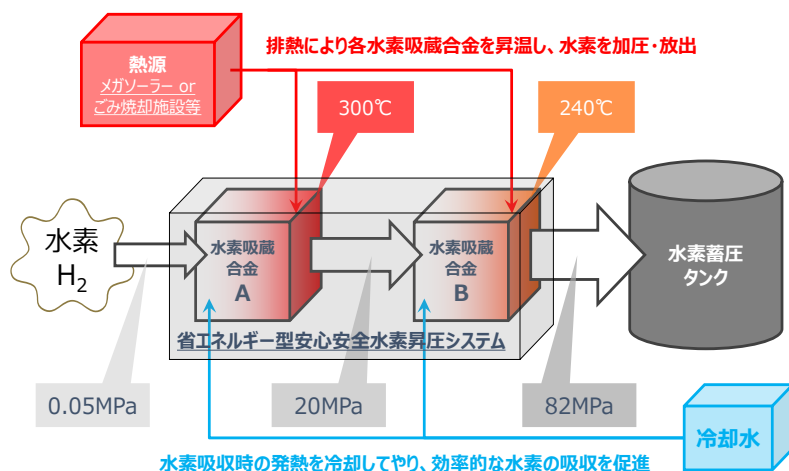 排熱により各水素吸蔵合金を昇温し、水素を加圧・放出
熱源
メガソーラー or
ごみ焼却施設等
300℃
240℃
水素
H₂
水素吸蔵
合金
A
水素吸蔵
合金
B
水素蓄圧
タンク
省エネルギー型安心安全水素昇圧システム
0.05MPa
20MPa
82MPa
冷却水
水素吸収時の発熱を冷却してやり、効率的な水素の吸収を促進